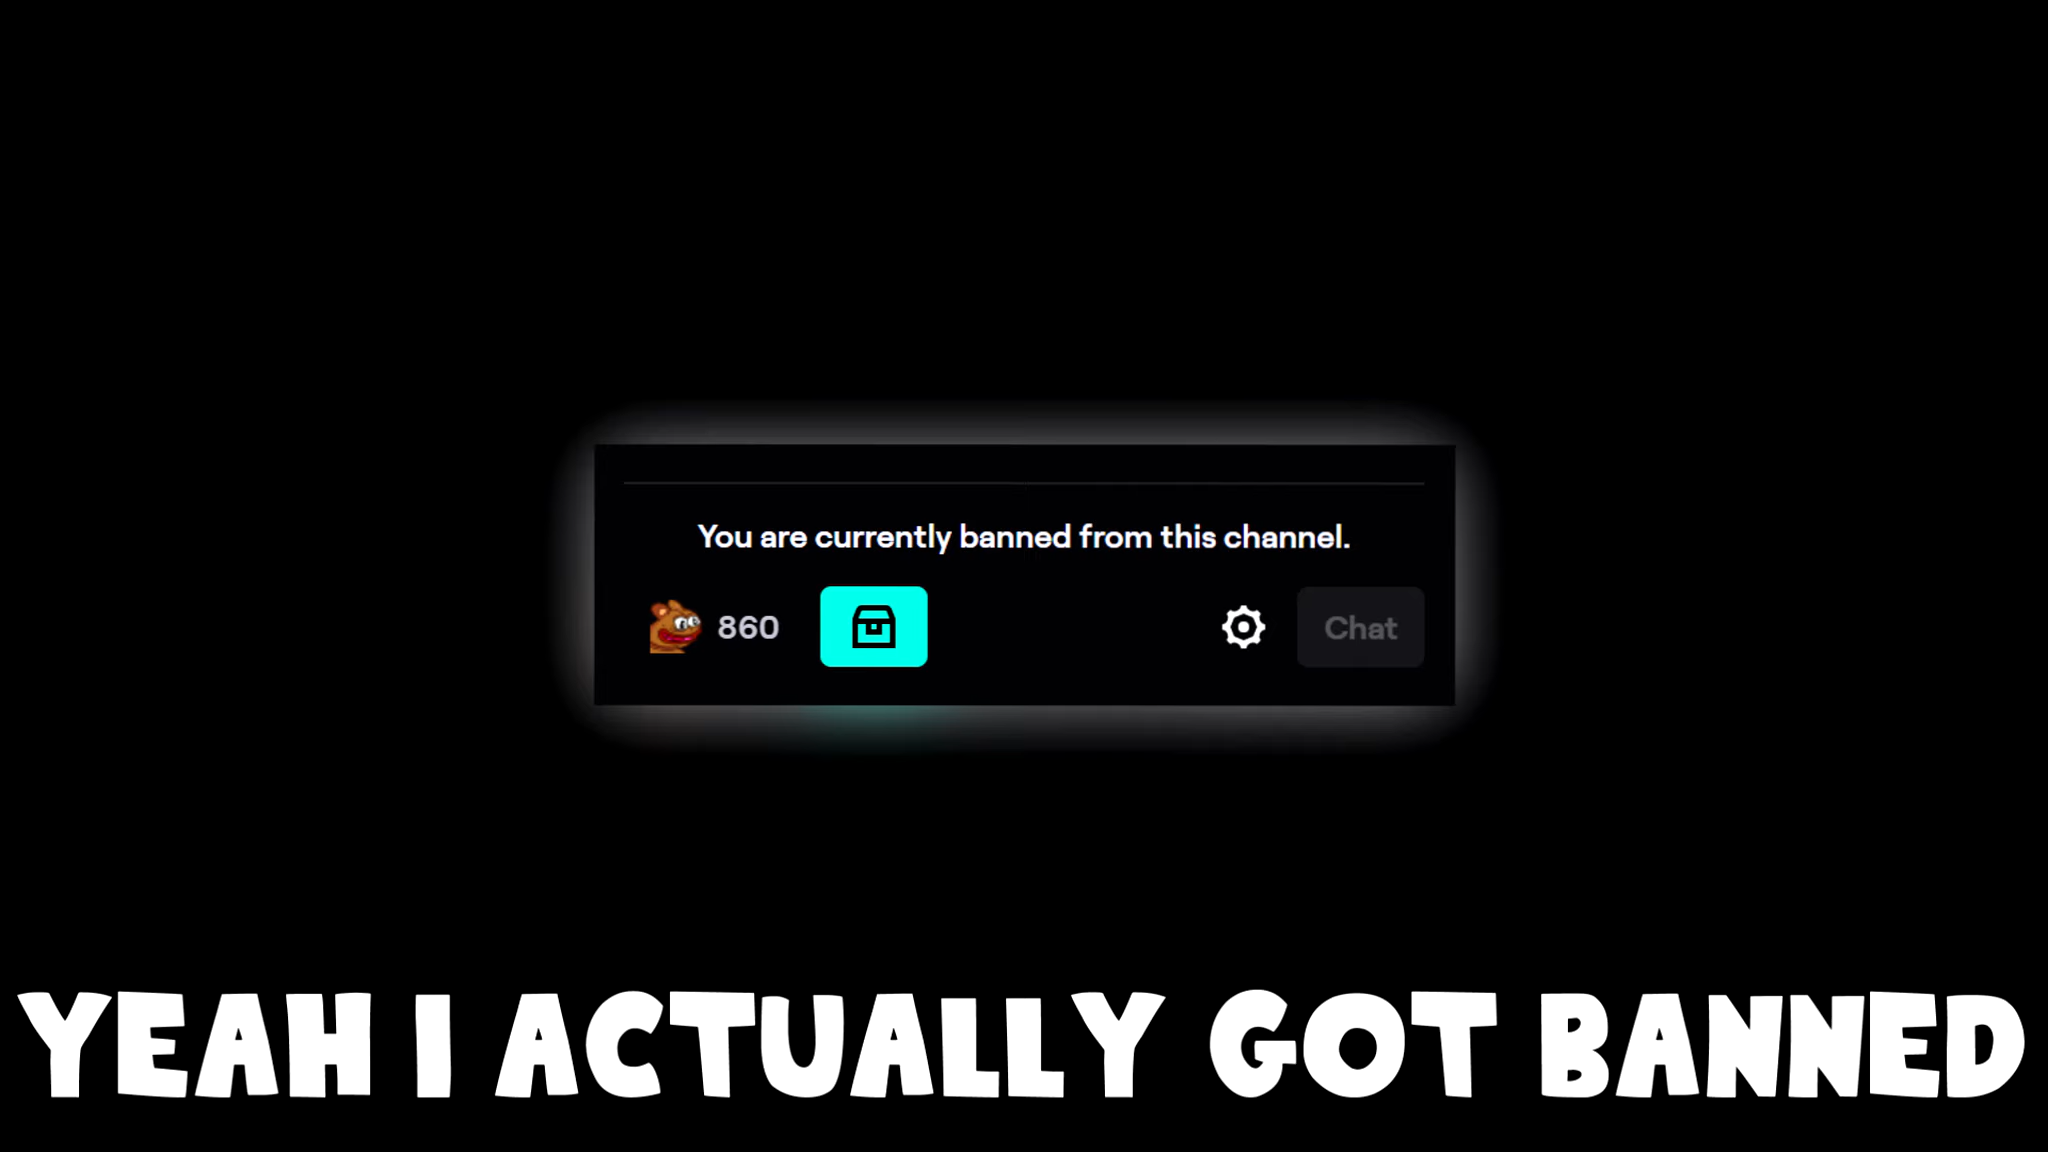 You are currently banned from this channel.
860
Chat
YEAH I ACTUALLY GOT BANNED